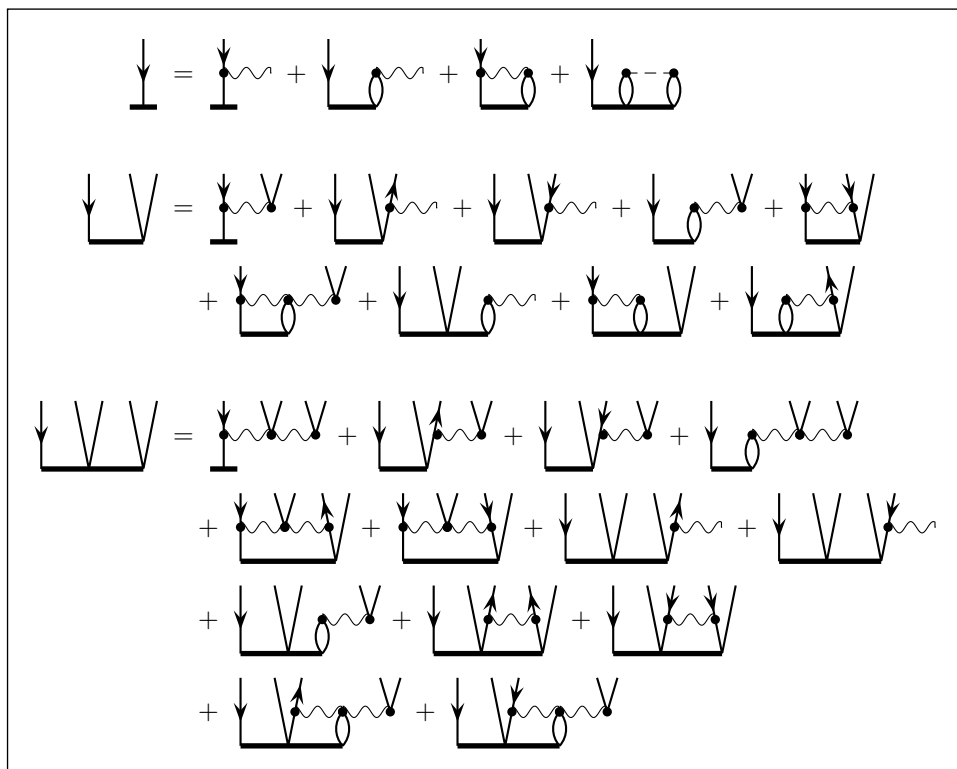 = + + +
= + + + +
+ + + +
= + + +
+ + + +
+ + +
+ +